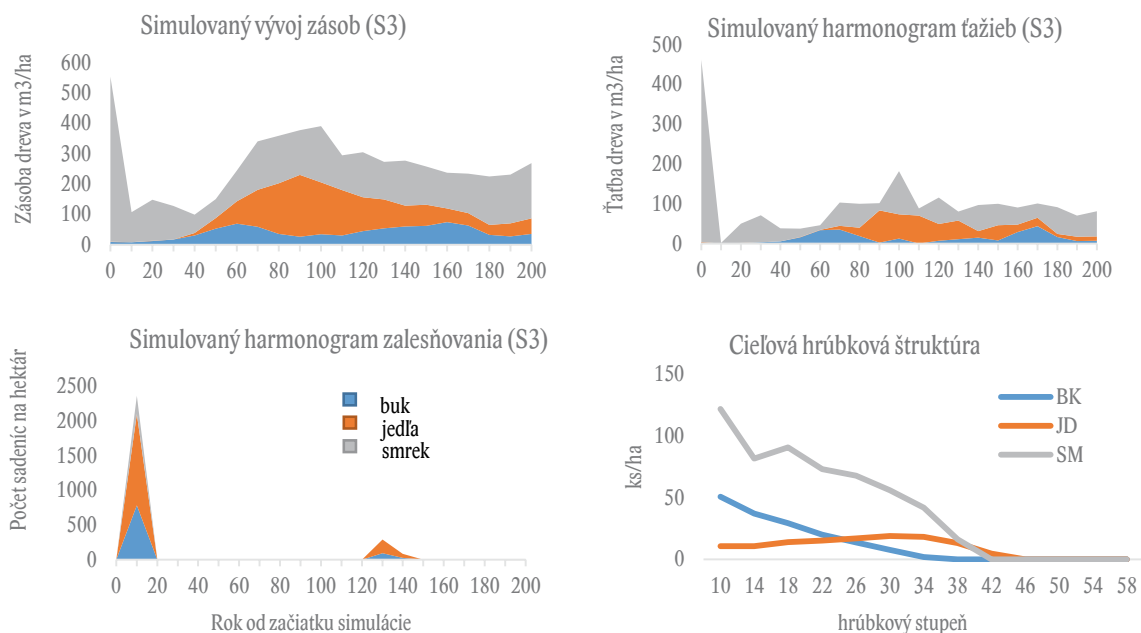 Simulovaný vývoj zásob (S3)
Zásoba dreva v m3/ha
600
500
400
300
200
100
0
0 20 40 60 80 100 120 140 160 180 200
Simulovaný harmonogram ťažieb (S3)
Ťatba dreva v m3/ha
500
400
300
200
100
0
0 20 40 60 80 100 120 140 160 180 200
Simulovaný harmonogram zalesňovania (S3)
Počet sadeníc na hektár
2500
2000
1500
1000
500
0
buk
jedľa
smrek
0 20 40 60 80 100 120 140 160 180 200
Rok od začiatku simulácie
Cieľová hrúbková štruktúra
ks/ha
150
100
50
0
BK
JD
SM
10 14 18 22 26 30 34 38 42 46 50 54 58
hrúbkový stupeň